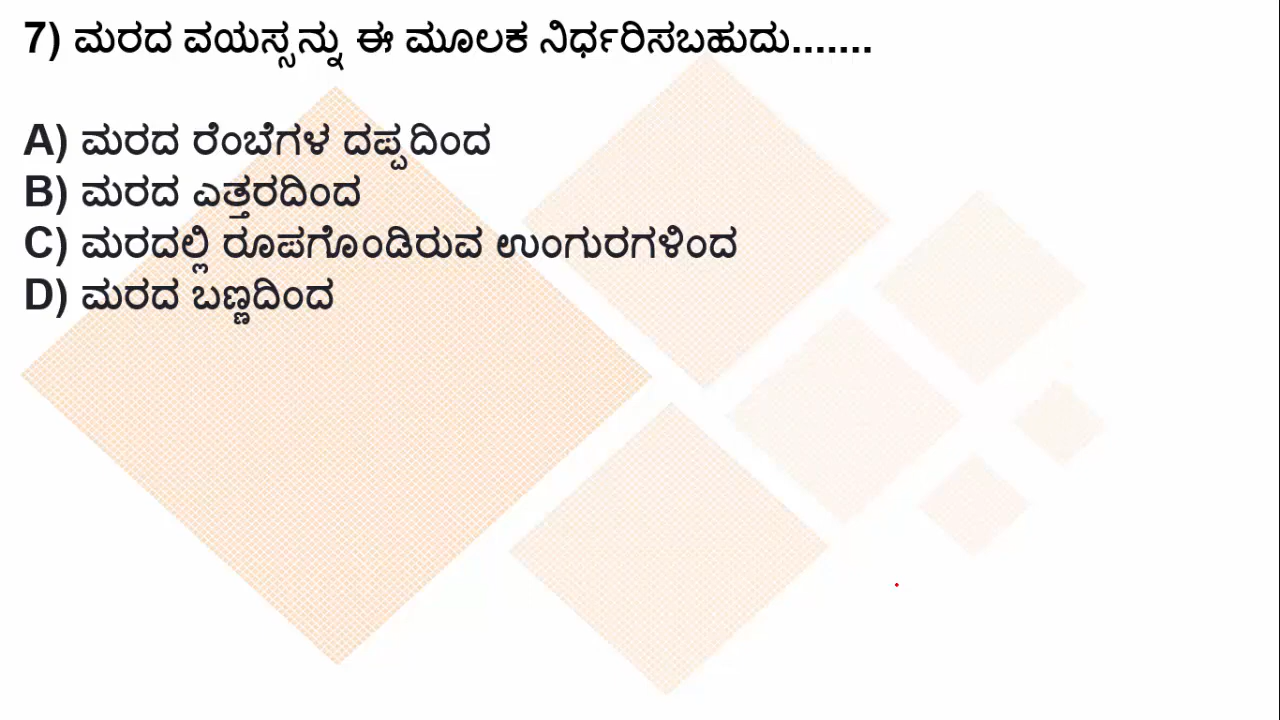 7) ಮರದ ವಯಸ್ಸನ್ನು ಈ ಮೂಲಕ ನಿರ್ಧರಿಸಬಹುದು.......
A) ಮರದ ರೆಂಬೆಗಳ ದಪ್ಪದಿಂದ
B) ಮರದ ಎತ್ತರದಿಂದ
C) ಮರದಲ್ಲಿ ರೂಪಗೊಂಡಿರುವ ಉಂಗುರಗಳಿಂದ
D) ಮರದ ಬಣ್ಣದಿಂದ